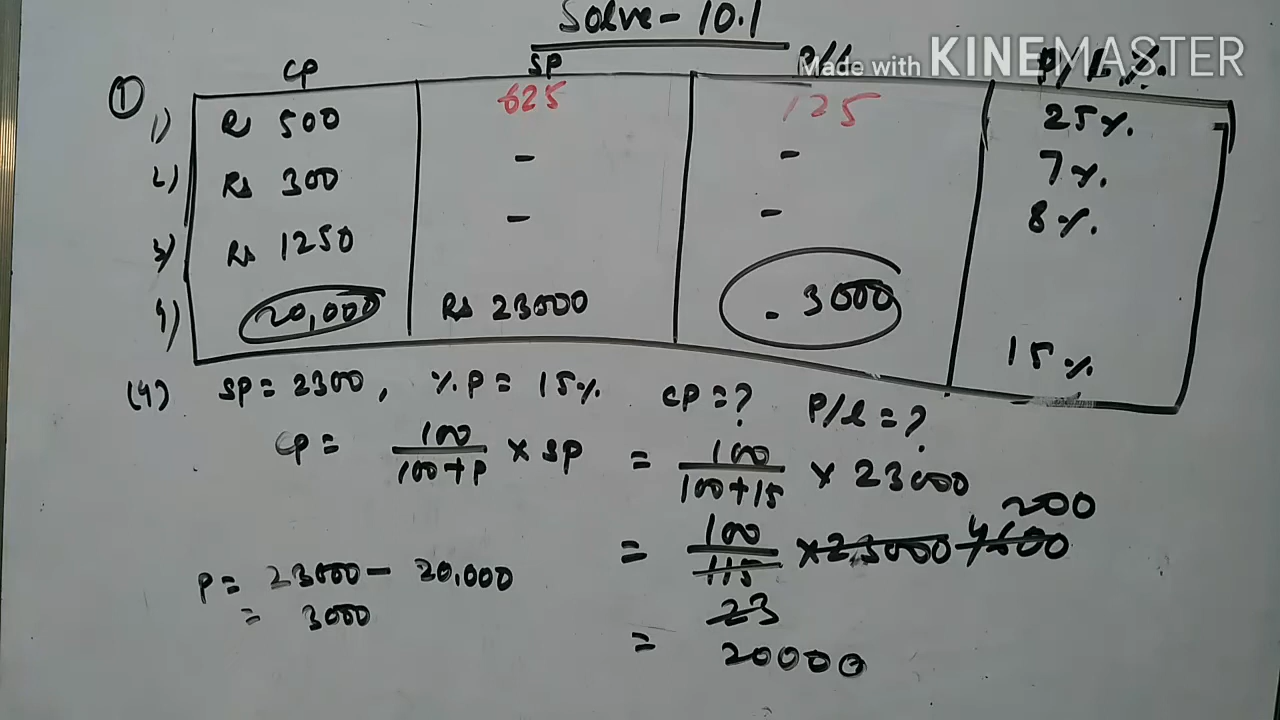 Solve - 10.1
Made with KINEMASTER
CP SP P/L P/L %.
① 1) Rs 500 625 125 25 %.
2) Rs 300 - - 7 %.
3) Rs 1250 - - 8 %.
4) 20,000 Rs 23000 - 3000 15 %
(4) SP = 2300, %.P = 15 % CP = ? P/L = ?
CP = 100/100+P × SP = 100/100+15 × 23000
200
= 100/115 × 23000 4600
23
P = 23000 - 20,000
= 3000
= 20000